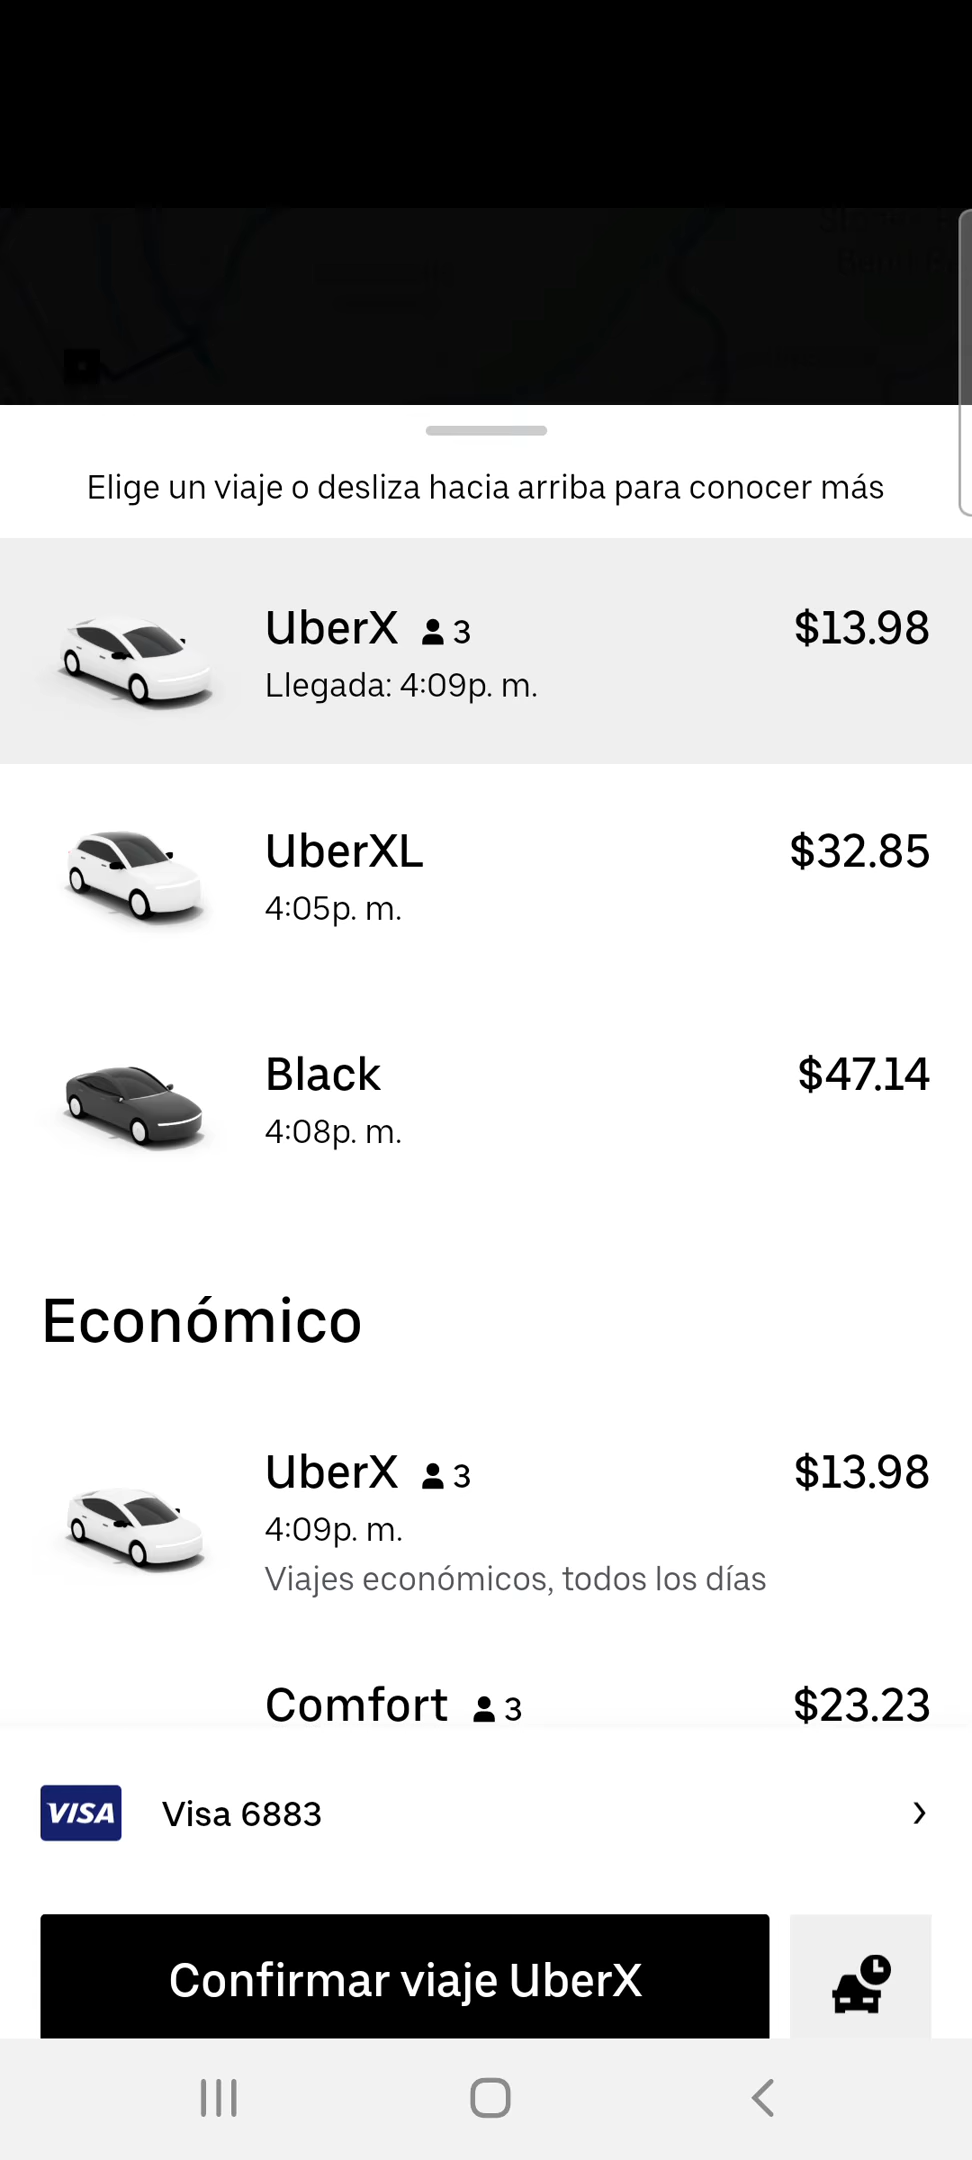 Elige un viaje o desliza hacia arriba para conocer más
UberX 3 $13.98
Llegada: 4:09p. m.
UberXL $32.85
4:05p. m.
Black $47.14
4:08p. m.
Económico
UberX 3 $13.98
4:09p. m.
Viajes económicos, todos los días
Comfort 3 $23.23
VISA Visa 6883
Confirmar viaje UberX